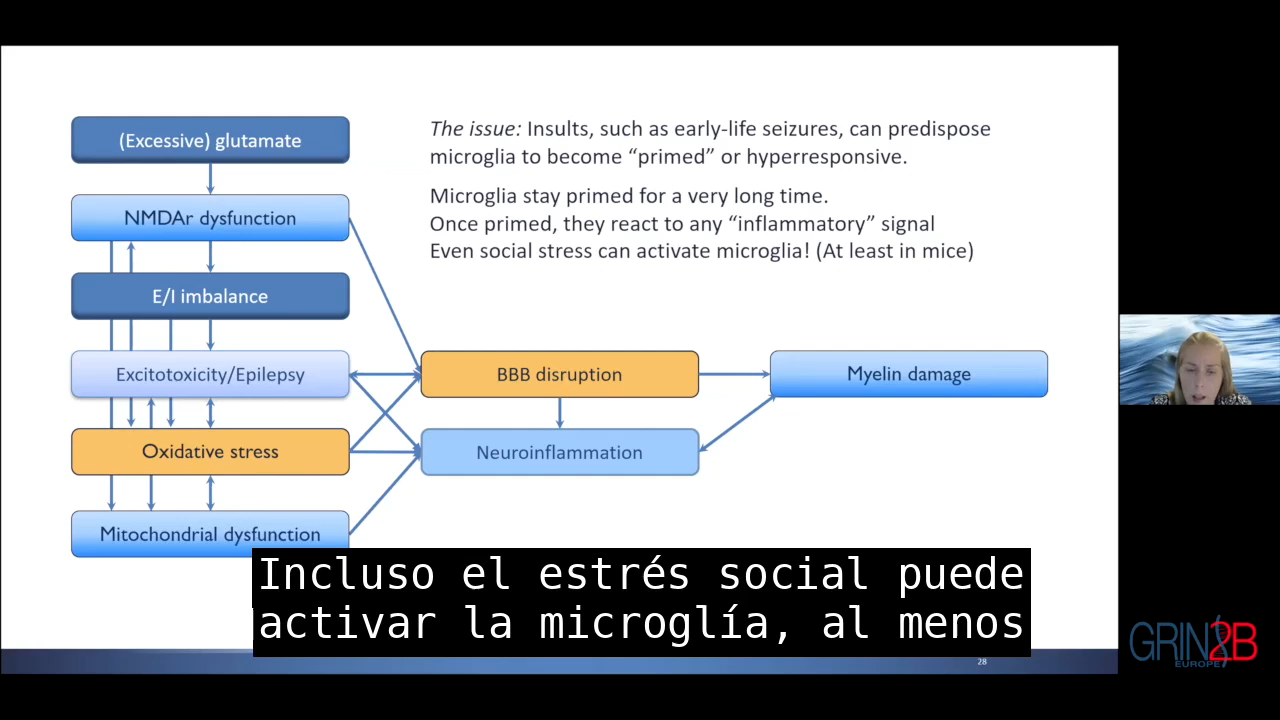 (Excessive) glutamate
NMDAr dysfunction
E/I imbalance
Excitotoxicity/Epilepsy
Oxidative stress
Mitochondrial dysfunction
The issue: Insults, such as early-life seizures, can predispose
microglia to become “primed” or hyperresponsive.
Microglia stay primed for a very long time.
Once primed, they react to any “inflammatory” signal
Even social stress can activate microglia! (At least in mice)
BBB disruption
Neuroinflammation
Myelin damage
Incluso el estrés social puede
activar la microglía, al menos
28
GRIN2B
EUROPE